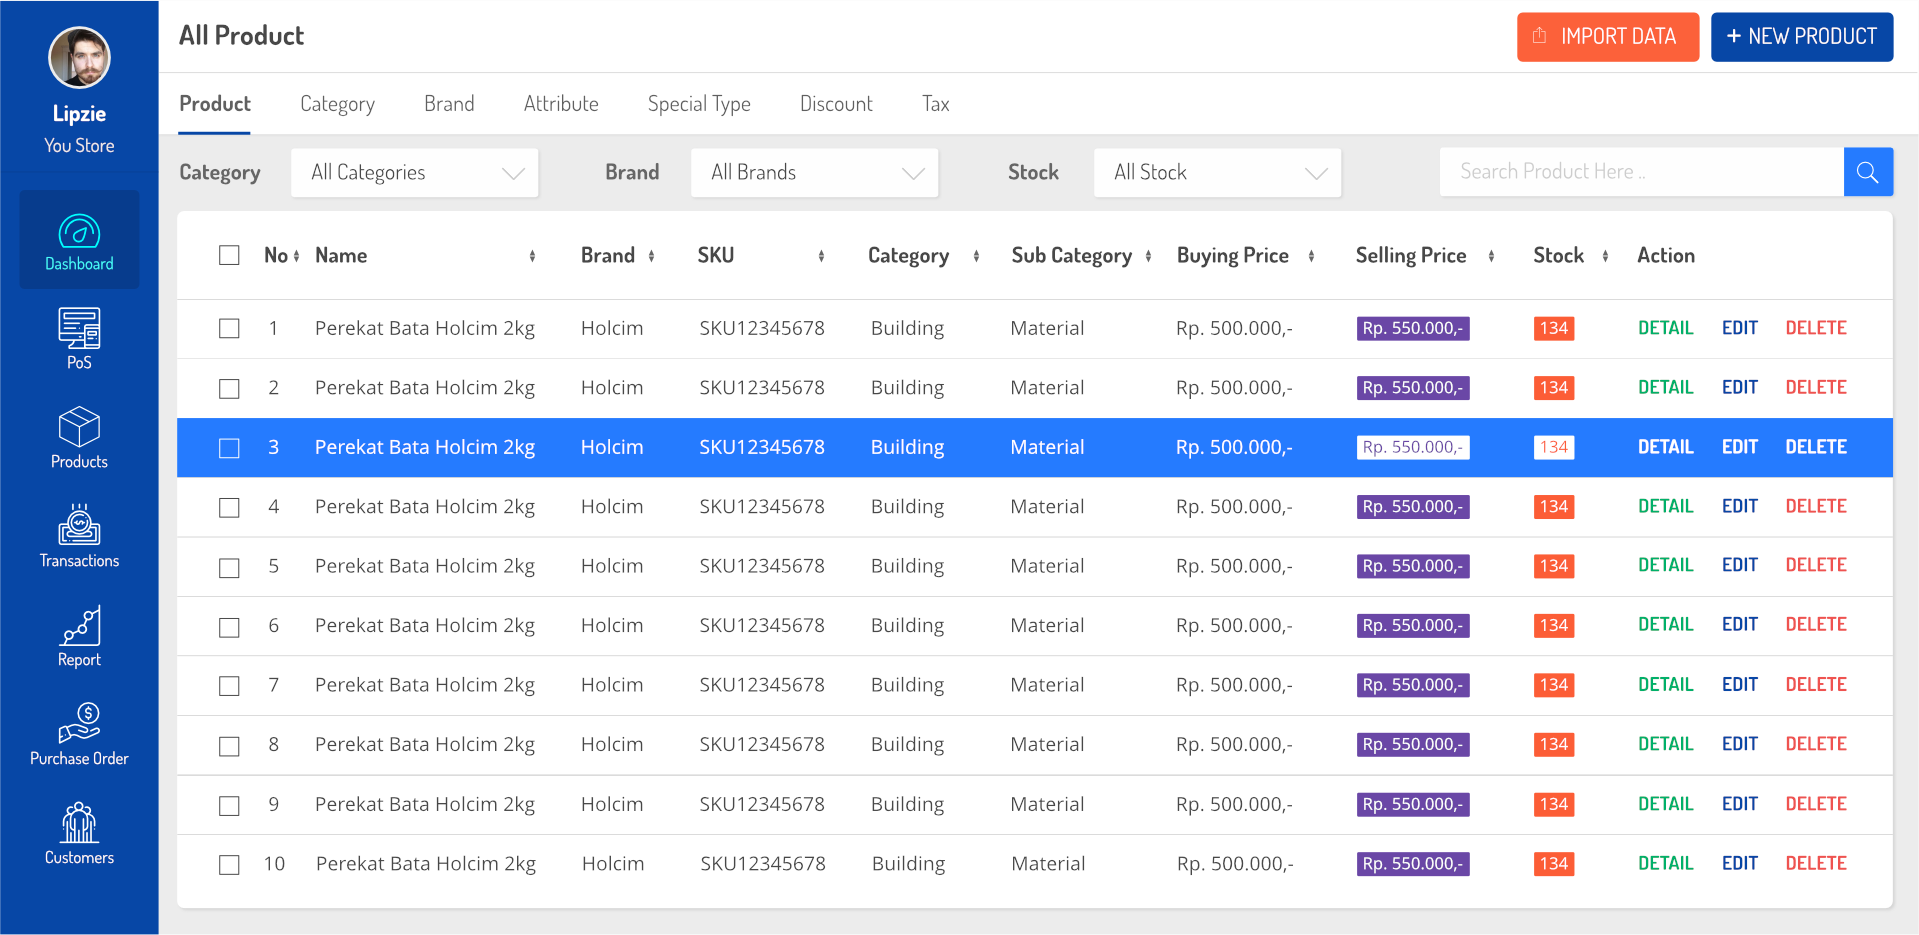 All Product
IMPORT DATA
+ NEW PRODUCT
Lipzie
You Store
Dashboard
PoS
Products
Transactions
Report
Purchase Order
Customers
Product Category Brand Attribute Special Type Discount Tax
Category All Categories Brand All Brands Stock All Stock Search Product Here ..
No Name Brand SKU Category Sub Category Buying Price Selling Price Stock Action
1 Perekat Bata Holcim 2kg Holcim SKU12345678 Building Material Rp. 500.000,- Rp. 550.000,- 134 DETAIL EDIT DELETE
2 Perekat Bata Holcim 2kg Holcim SKU12345678 Building Material Rp. 500.000,- Rp. 550.000,- 134 DETAIL EDIT DELETE
3 Perekat Bata Holcim 2kg Holcim SKU12345678 Building Material Rp. 500.000,- Rp. 550.000,- 134 DETAIL EDIT DELETE
4 Perekat Bata Holcim 2kg Holcim SKU12345678 Building Material Rp. 500.000,- Rp. 550.000,- 134 DETAIL EDIT DELETE
5 Perekat Bata Holcim 2kg Holcim SKU12345678 Building Material Rp. 500.000,- Rp. 550.000,- 134 DETAIL EDIT DELETE
6 Perekat Bata Holcim 2kg Holcim SKU12345678 Building Material Rp. 500.000,- Rp. 550.000,- 134 DETAIL EDIT DELETE
7 Perekat Bata Holcim 2kg Holcim SKU12345678 Building Material Rp. 500.000,- Rp. 550.000,- 134 DETAIL EDIT DELETE
8 Perekat Bata Holcim 2kg Holcim SKU12345678 Building Material Rp. 500.000,- Rp. 550.000,- 134 DETAIL EDIT DELETE
9 Perekat Bata Holcim 2kg Holcim SKU12345678 Building Material Rp. 500.000,- Rp. 550.000,- 134 DETAIL EDIT DELETE
10 Perekat Bata Holcim 2kg Holcim SKU12345678 Building Material Rp. 500.000,- Rp. 550.000,- 134 DETAIL EDIT DELETE